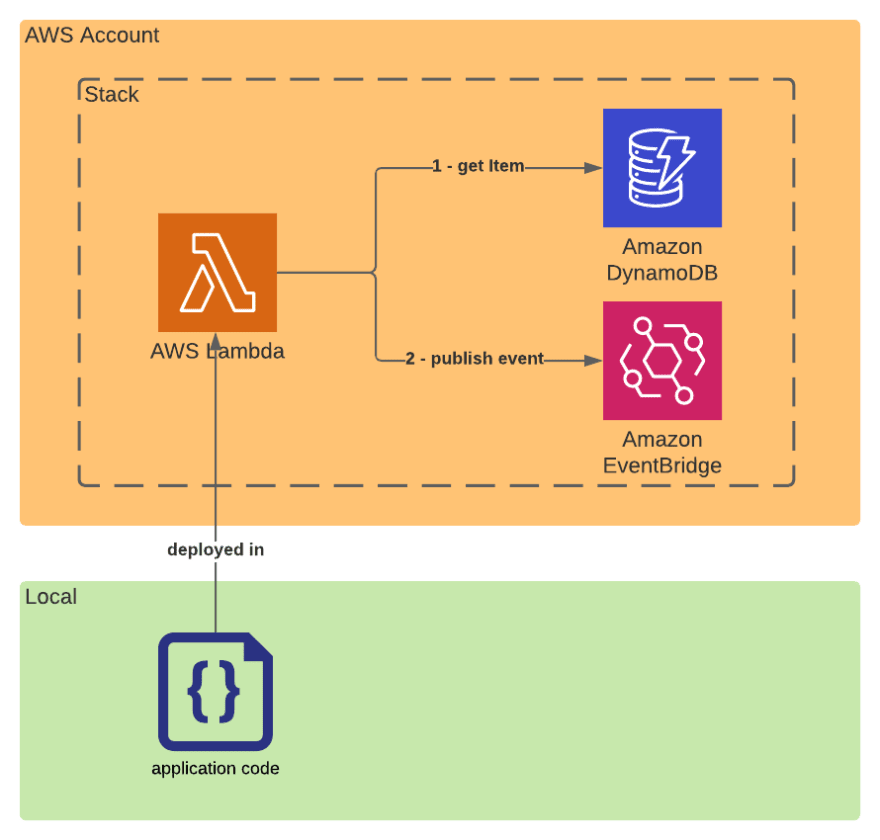 AWS Account
Stack
1 - get Item
Amazon
DynamoDB
AWS Lambda
2 - publish event
Amazon
EventBridge
deployed in
Local
{ }
application code